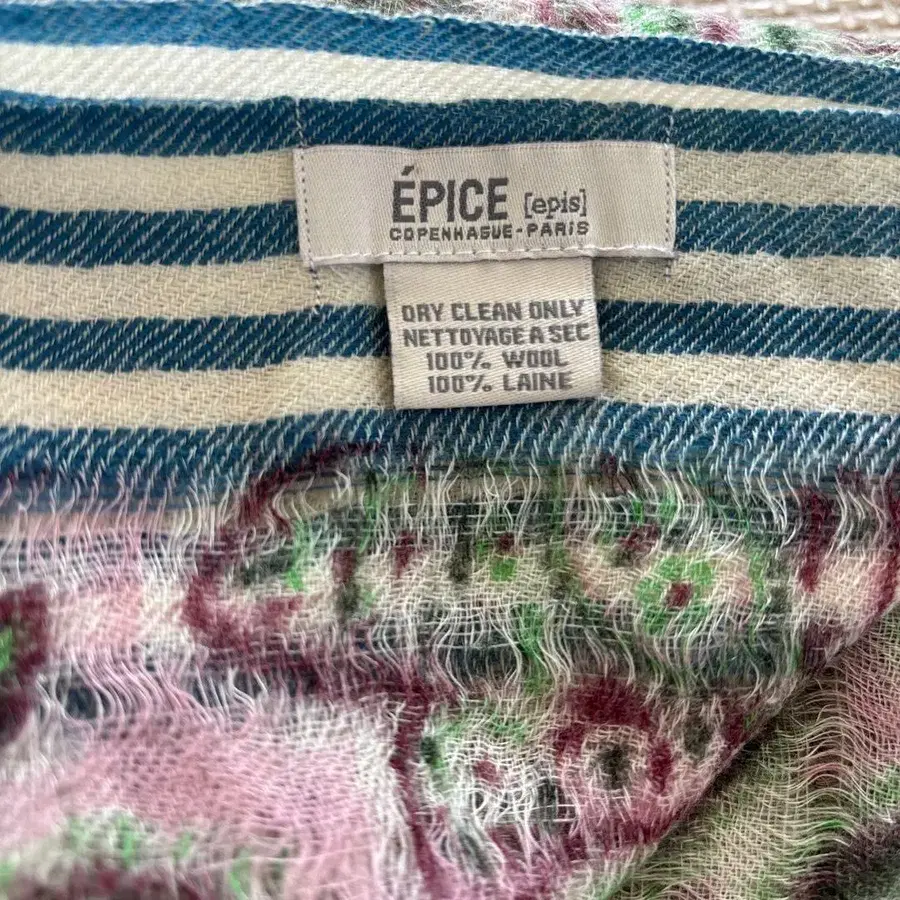 ÉPICE [epis]
COPENHAGUE-PARIS
DRY CLEAN ONLY
NETTOYAGE A SEC
100% WOOL
100% LAINE